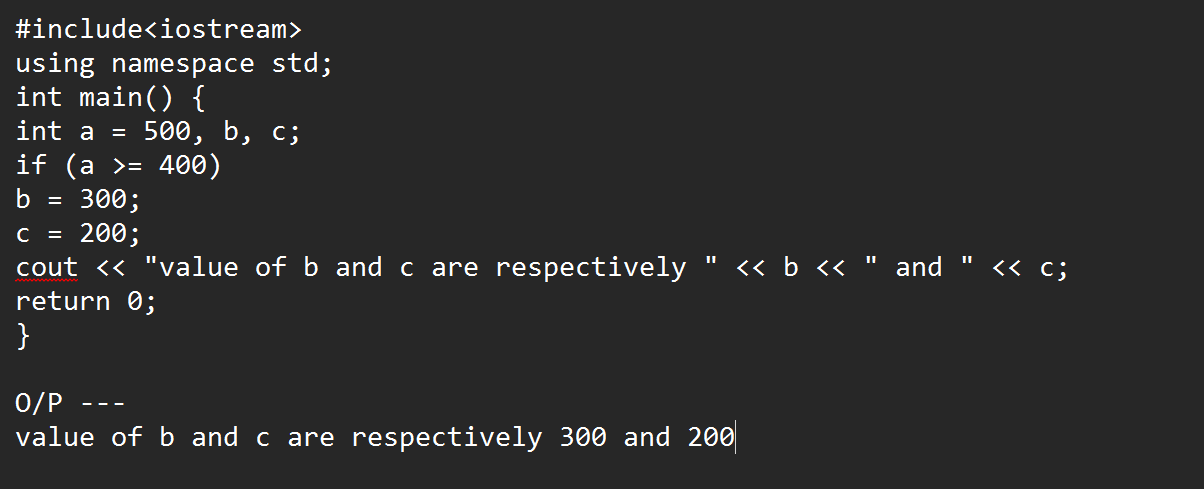 #include<iostream>
using namespace std;
int main() {
int a = 500, b, c;
if (a >= 400)
b = 300;
c = 200;
cout << "value of b and c are respectively " << b << " and " << c;
return 0;
}
O/P ---
value of b and c are respectively 300 and 200